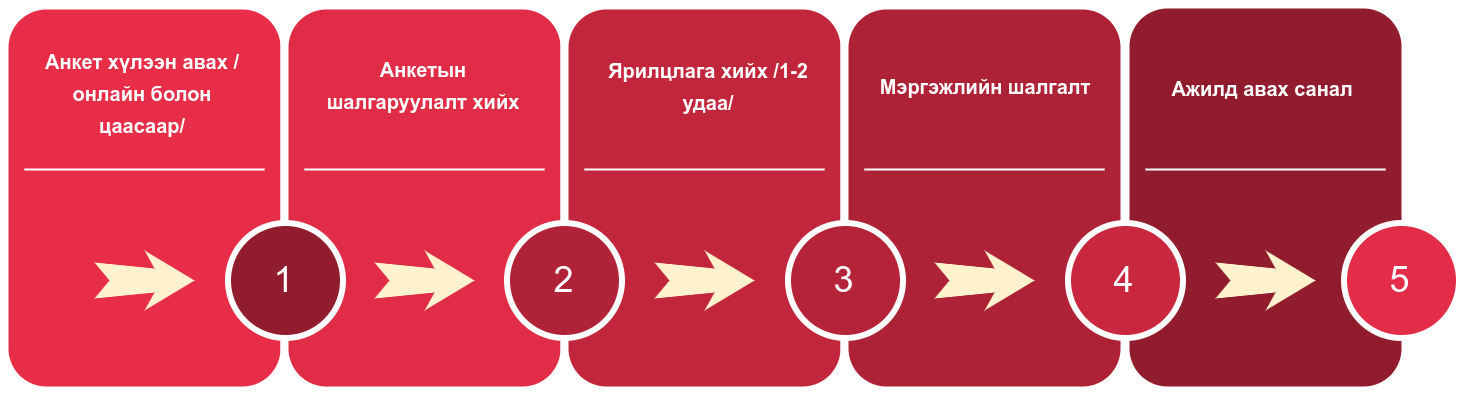 Анкет хүлээн авах /
онлайн болон
цаасаар/
Анкетын
шалгаруулалт хийх
Ярилцлага хийх /1-2
удаа/
Мэргэжлийн шалгалт
Ажилд авах санал
1
2
3
4
5